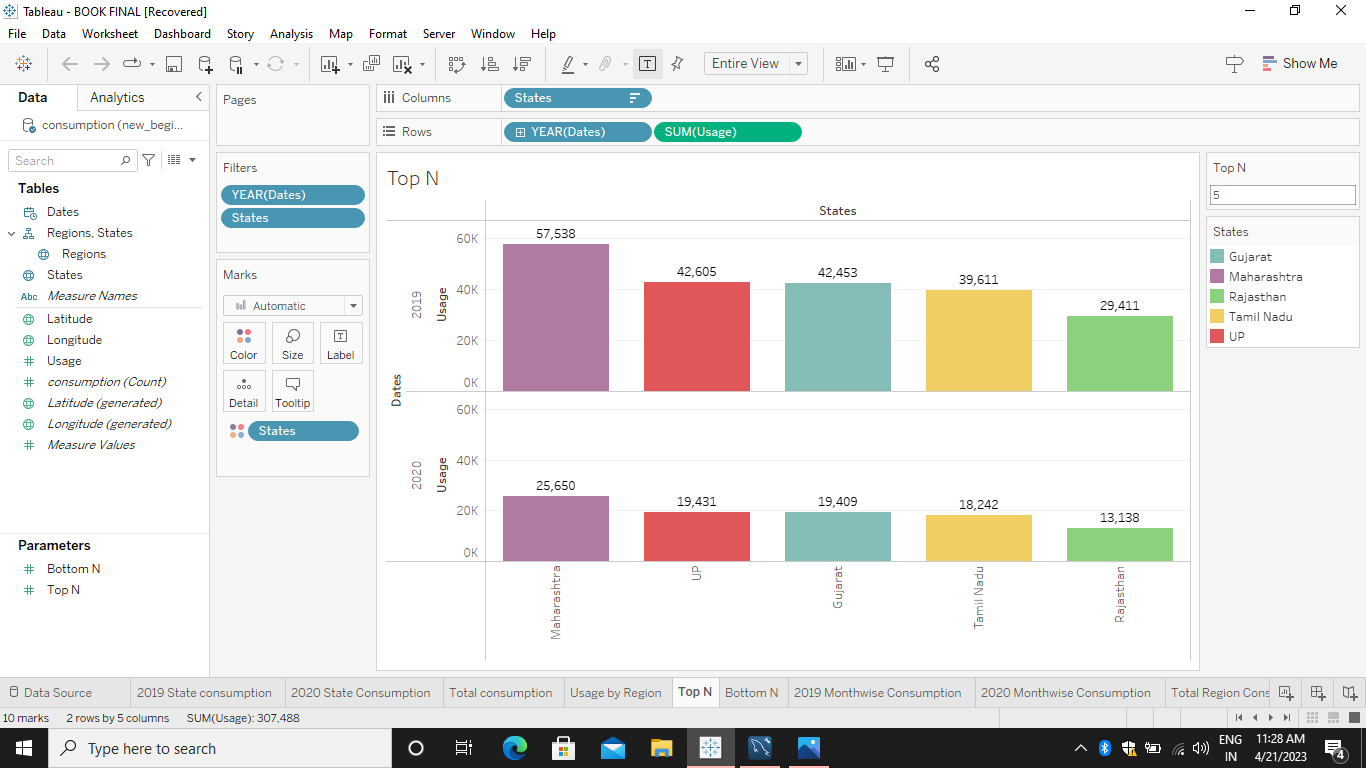 Tableau - BOOK FINAL [Recovered]
File Data Worksheet Dashboard Story Analysis Map Format Server Window Help
Entire View
Show Me
Data Analytics
consumption (new_begi...
Search
Tables
Dates
Regions, States
Regions
States
Abc Measure Names
Latitude
Longitude
Usage
consumption (Count)
Latitude (generated)
Longitude (generated)
Measure Values
Parameters
Bottom N
Top N
Pages
Filters
YEAR(Dates)
States
Marks
Automatic
Color Size Label
Detail Tooltip
States
Columns States
Rows YEAR(Dates) SUM(Usage)
Top N
States
Dates
2019
Usage
60K
40K
20K
0K
57,538 42,605 42,453 39,611 29,411
2020
Usage
60K
40K
20K
0K
25,650 19,431 19,409 18,242 13,138
Maharashtra UP Gujarat Tamil Nadu Rajasthan
Top N
5
States
Gujarat
Maharashtra
Rajasthan
Tamil Nadu
UP
Data Source 2019 State consumption 2020 State Consumption Total consumption Usage by Region Top N Bottom N 2019 Monthwise Consumption 2020 Monthwise Consumption Total Region Cons
10 marks 2 rows by 5 columns SUM(Usage): 307,488
Type here to search
ENG
IN
11:28 AM
4/21/2023
4